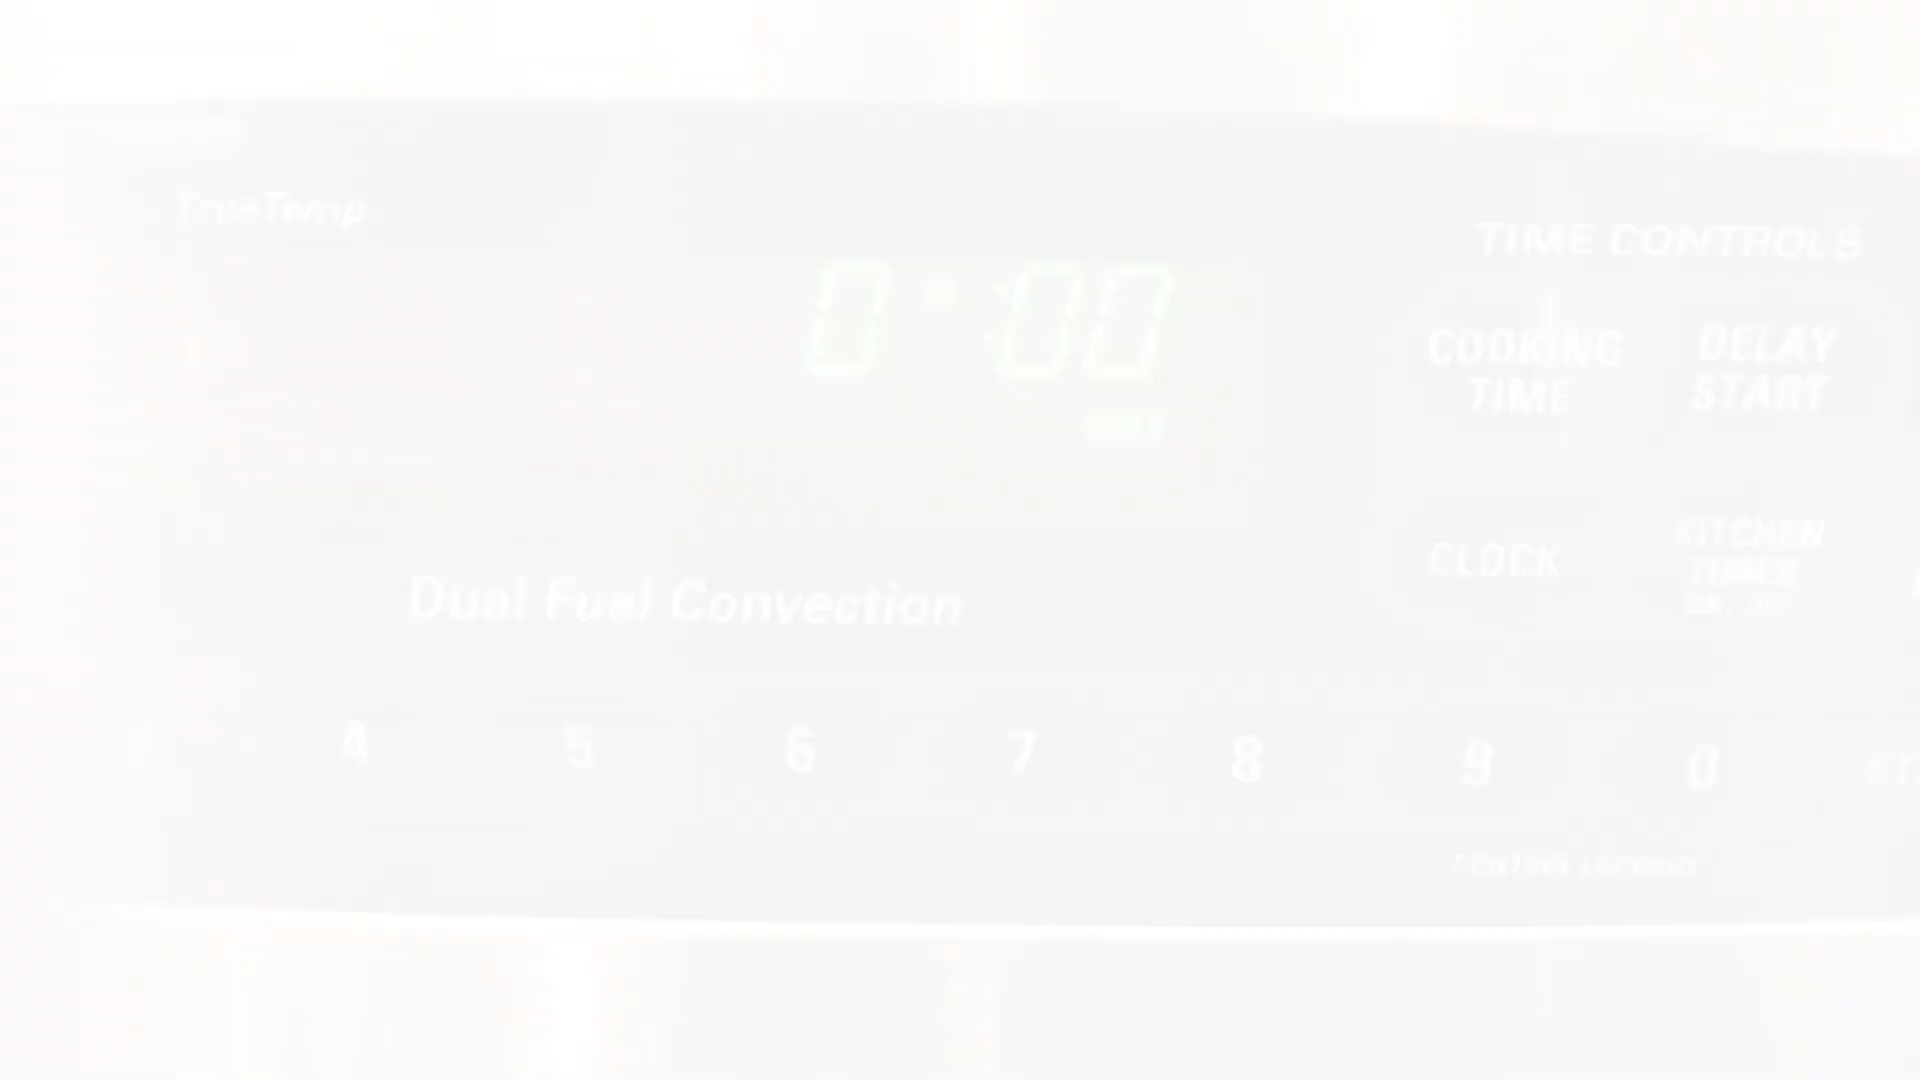 TrueTemp
TIME CONTROLS
0:00
COOKING
TIME
DELAY
START
CLOCK
KITCHEN
TIMER
Dual Fuel Convection
4 5 6 7 8 9 0